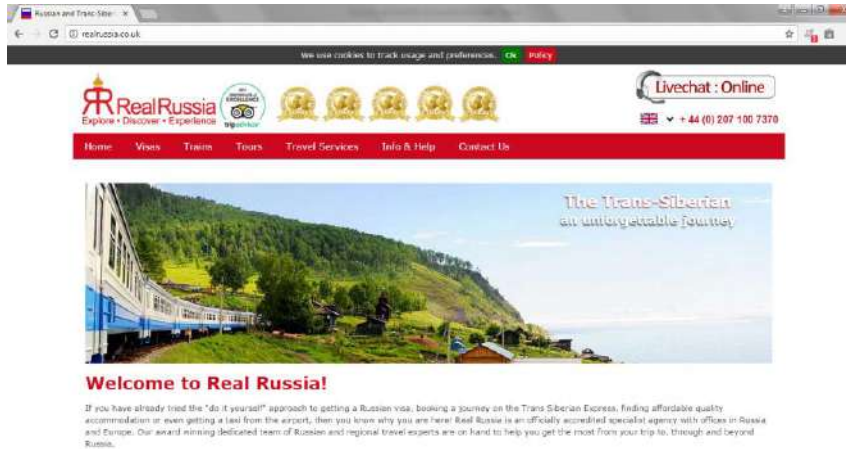 Russian and Trans-Siber
realrussia.co.uk
We use cookies to track usage and preferences. Ok Policy
RealRussia
Explore • Discover • Experience
EXCELLENCE
tripadvisor
Livechat : Online
+ 44 (0) 207 100 7370
Home Visas Trains Tours Travel Services Info & Help Contact Us
The Trans-Siberian
an unforgettable journey
Welcome to Real Russia!
If you have already tried the "do it yourself" approach to getting a Russian visa, booking a journey on the Trans Siberian Express, finding affordable quality
accommodation or even getting a taxi from the airport, then you know why you are here! Real Russia is an officially accredited specialist agency with offices in Russia
and Europe. Our award winning dedicated team of Russian and regional travel experts are on hand to help you get the most from your trip to, through and beyond
Russia.